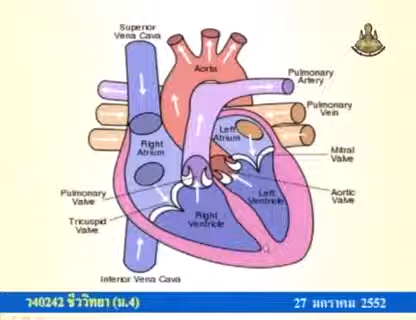 Superior
Vena Cava
Aorta
Pulmonary
Artery
Pulmonary
Vein
Left
Atrium
Right
Atrium
Mitral
Valve
Pulmonary
Valve
Aortic
Valve
Left
Ventricle
Tricuspid
Valve
Right
Ventricle
Inferior Vena Cava
ว40242 ชีววิทยา (ม.4)
27 มกราคม 2552